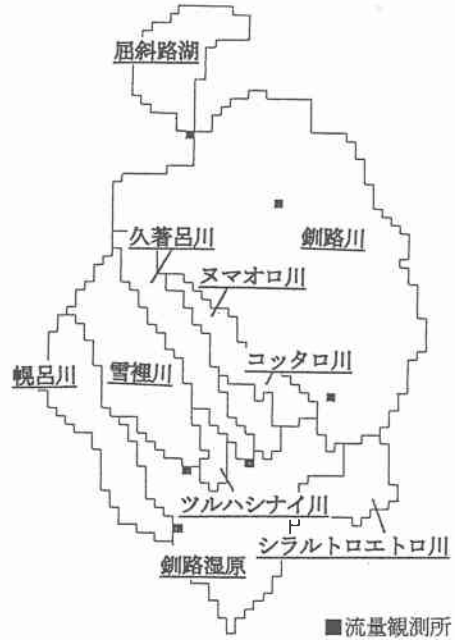 屈斜路湖
久著呂川
釧路川
ヌマオロ川
コッタロ川
幌呂川
雪裡川
ツルハシナイ川
シラルトロエトロ川
釧路湿原
■流量観測所